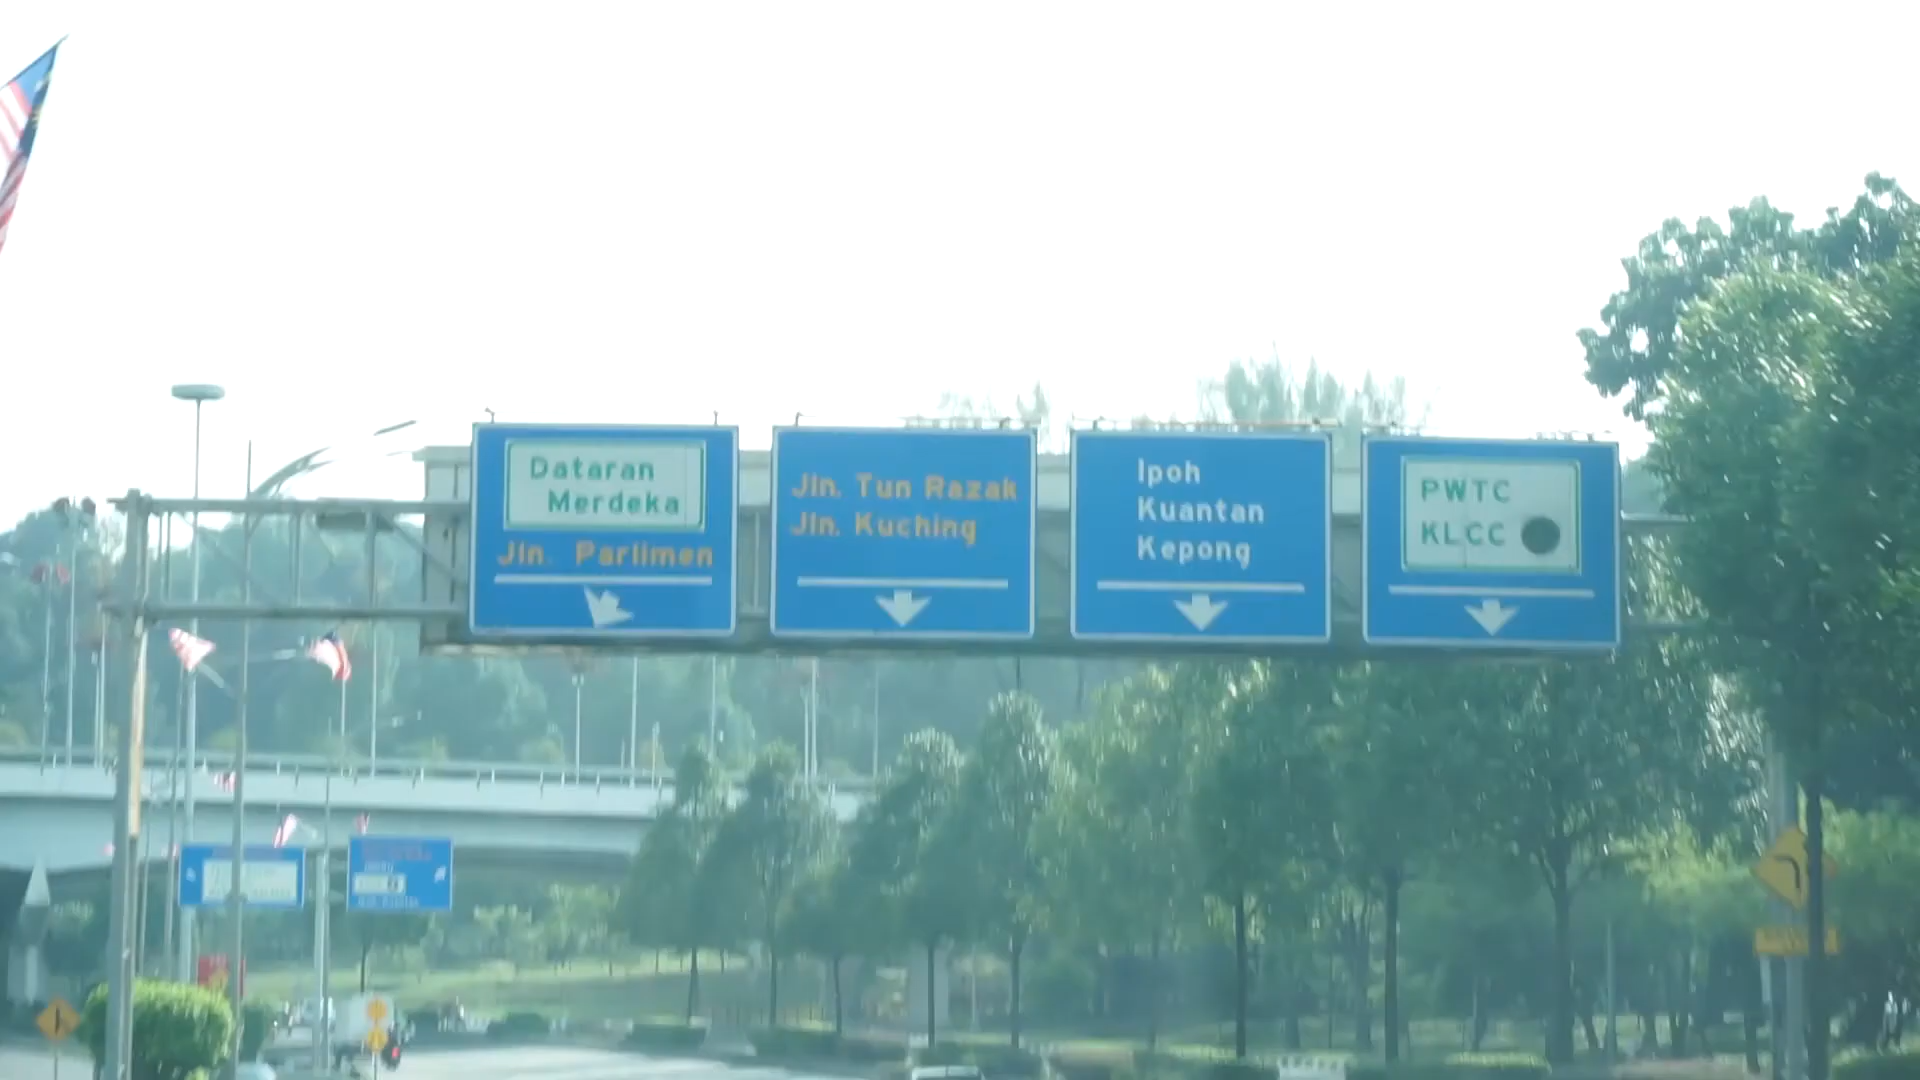 Dataran
Merdeka
Jln. Parlimen
Jln. Tun Razak
Jln. Kuching
Ipoh
Kuantan
Kepong
PWTC
KLCC